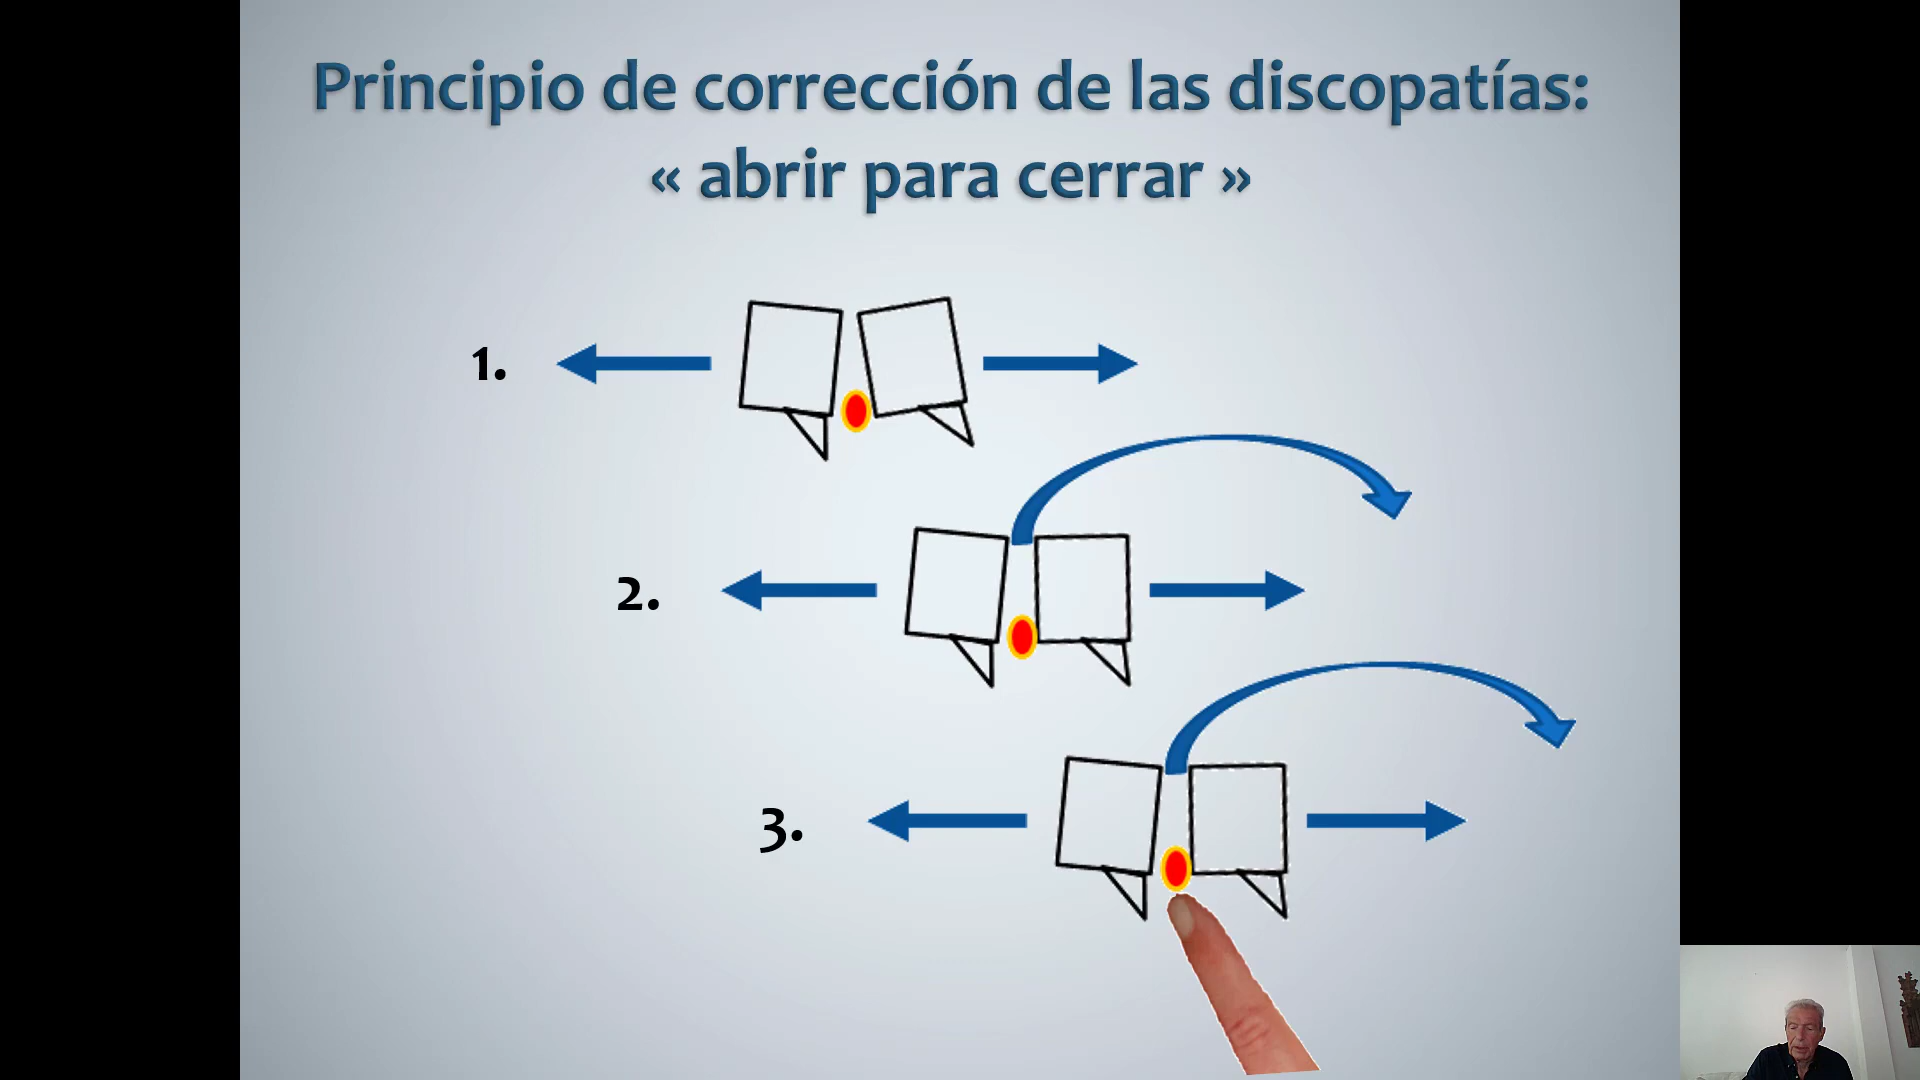 Principio de corrección de las discopatías:
« abrir para cerrar »
1.
2.
3.